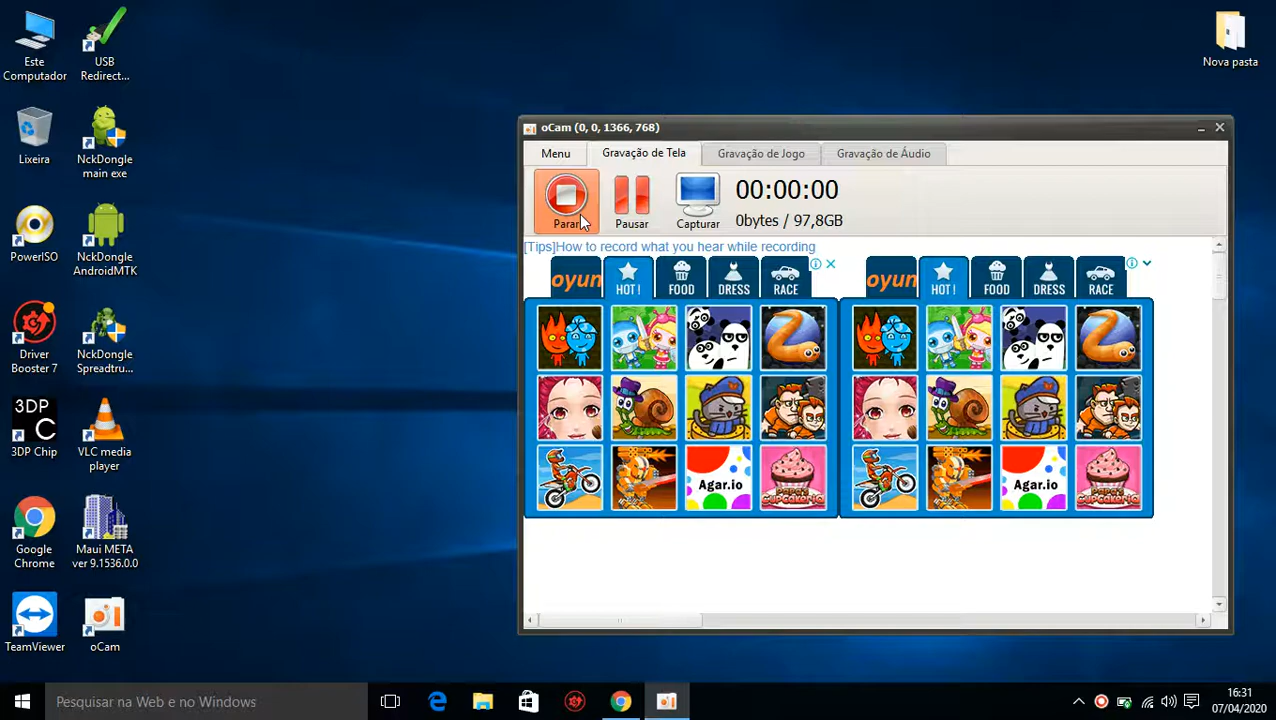 Este
Computador
USB
Redirect...
Nova pasta
Lixeira
NckDongle
main exe
PowerISO
NckDongle
AndroidMTK
Driver
Booster 7
NckDongle
Spreadtru...
3DP
C
3DP Chip
VLC media
player
Google
Chrome
Maui META
ver 9.1536.0.0
TeamViewer
oCam
oCam (0, 0, 1366, 768)
Menu
Gravação de Tela
Gravação de Jogo
Gravação de Áudio
Parar
Pausar
Capturar
00:00:00
0bytes / 97,8GB
[Tips]How to record what you hear while recording
oyun
HOT!
FOOD
DRESS
RACE
oyun
HOT!
FOOD
DRESS
RACE
Agar.io
Papa's
Cupcakeria
Agar.io
Papa's
Cupcakeria
Pesquisar na Web e no Windows
16:31
07/04/2020